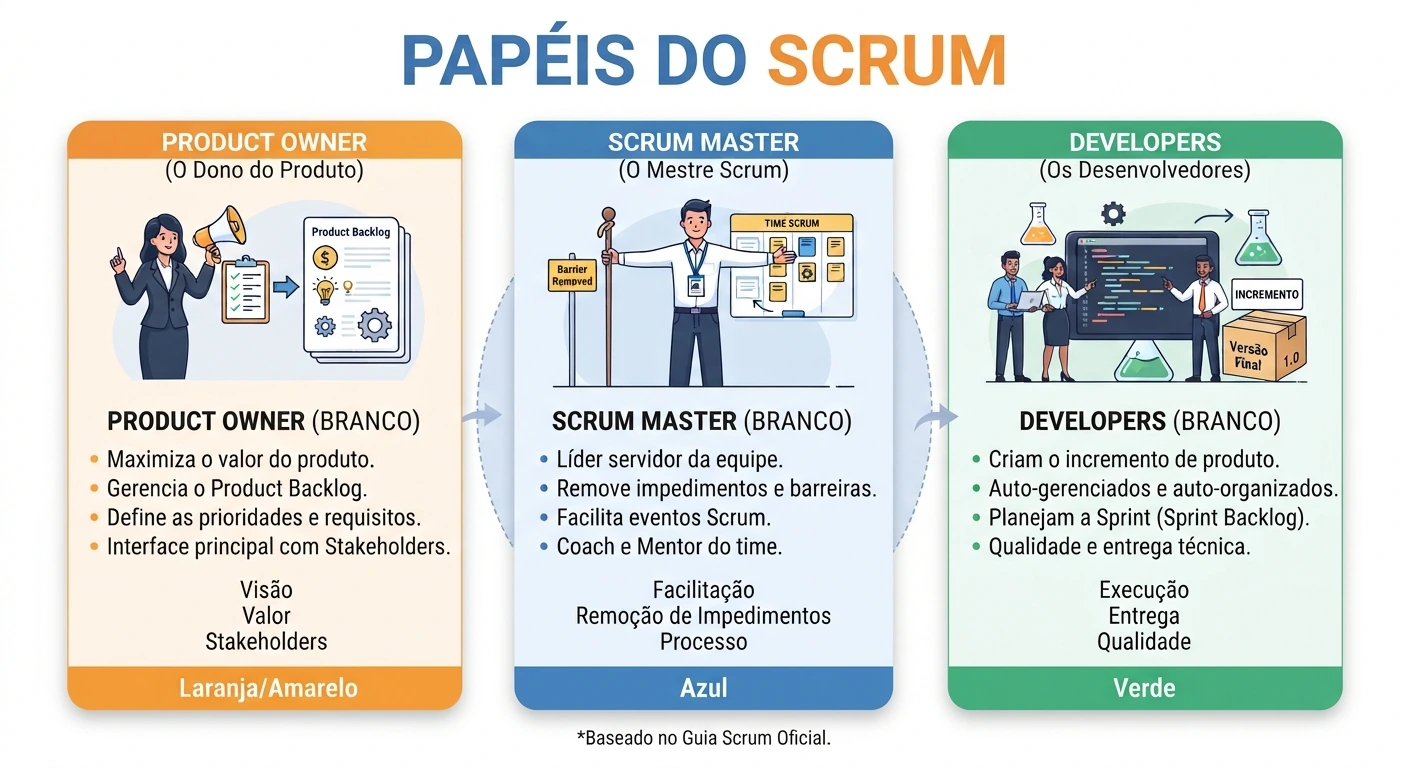 PAPÉIS DO SCRUM
PRODUCT OWNER
(O Dono do Produto)
Product Backlog
$
PRODUCT OWNER (BRANCO)
• Maximiza o valor do produto.
• Gerencia o Product Backlog.
• Define as prioridades e requisitos.
• Interface principal com Stakeholders.
Visão
Valor
Stakeholders
Laranja/Amarelo
SCRUM MASTER
(O Mestre Scrum)
TIME SCRUM
Barrier
Rempved
SCRUM MASTER (BRANCO)
• Líder servidor da equipe.
• Remove impedimentos e barreiras.
• Facilita eventos Scrum.
• Coach e Mentor do time.
Facilitação
Remoção de Impedimentos
Processo
Azul
DEVELOPERS
(Os Desenvolvedores)
INCREMENTO
Versão
Final
1.0
DEVELOPERS (BRANCO)
• Criam o incremento de produto.
• Auto-gerenciados e auto-organizados.
• Planejam a Sprint (Sprint Backlog).
• Qualidade e entrega técnica.
Execução
Entrega
Qualidade
Verde
*Baseado no Guia Scrum Oficial.